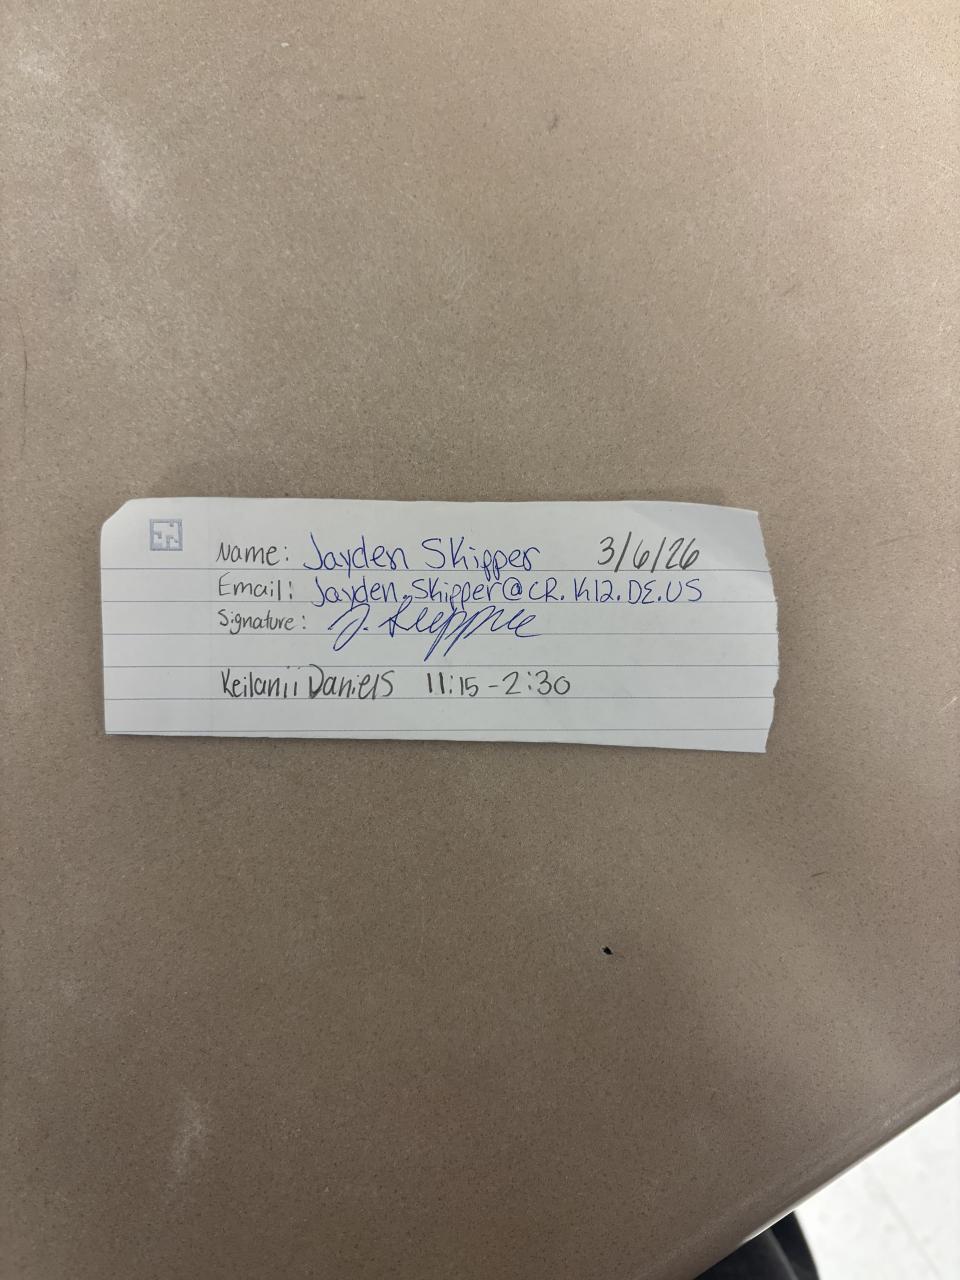 Name: Jayden Skipper 3/6/26
Email: Jayden.Skipper@CR.K12.DE.US
Signature: J. Skipper
Keilanii Daniels 11:15-2:30